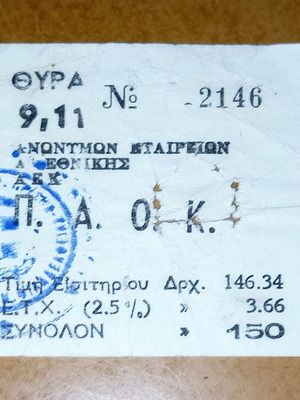 ΘΥΡΑ
9,11
№ 2146
ΑΝΩΝΤΜΩΝ ΕΤΑΙΡΕΙΩΝ
Α΄ ΕΘΝΙΚΗΣ
ΑΕΚ
Π. Α. Ο. Κ.
Τιμή Εισιτηρίου Δρχ. 146.34
Ε.Τ.Χ. (2.5%) » 3.66
ΣΥΝΟΛΟΝ » 150